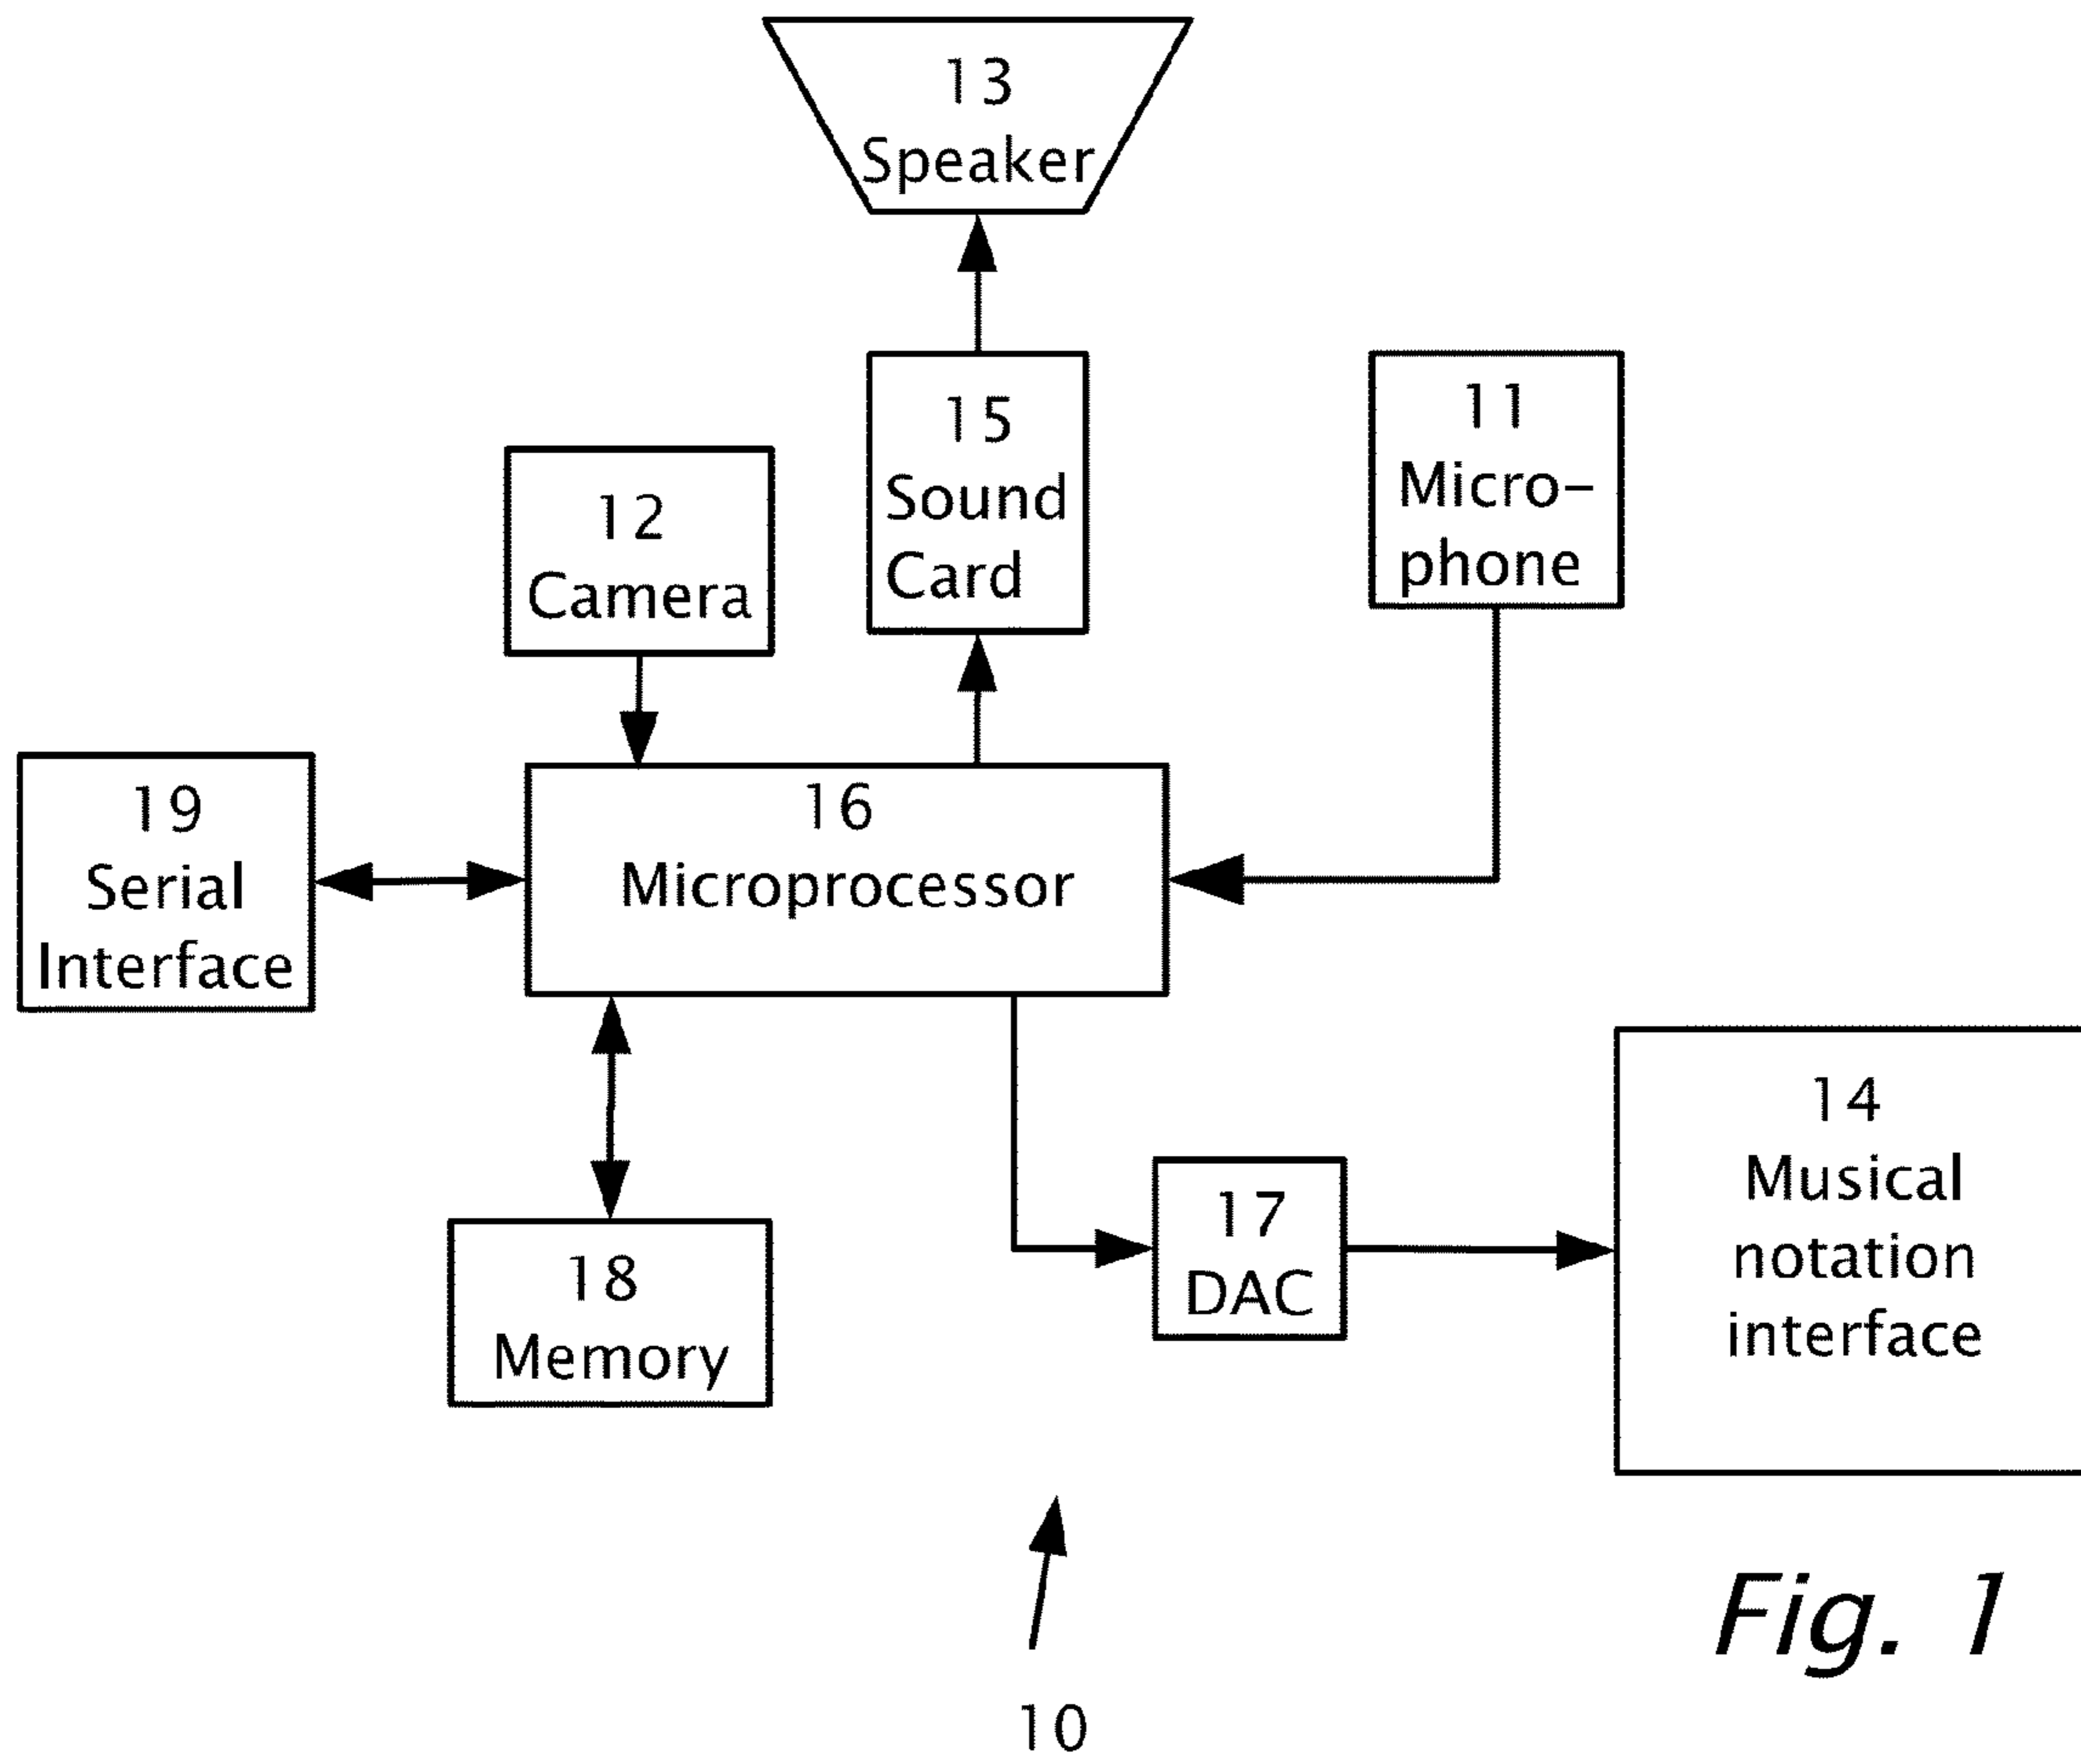 13
Speaker
15
Sound
Card
11
Micro-
phone
12
Camera
19
Serial
Interface
16
Microprocessor
18
Memory
17
DAC
14
Musical
notation
interface
10
Fig. 1